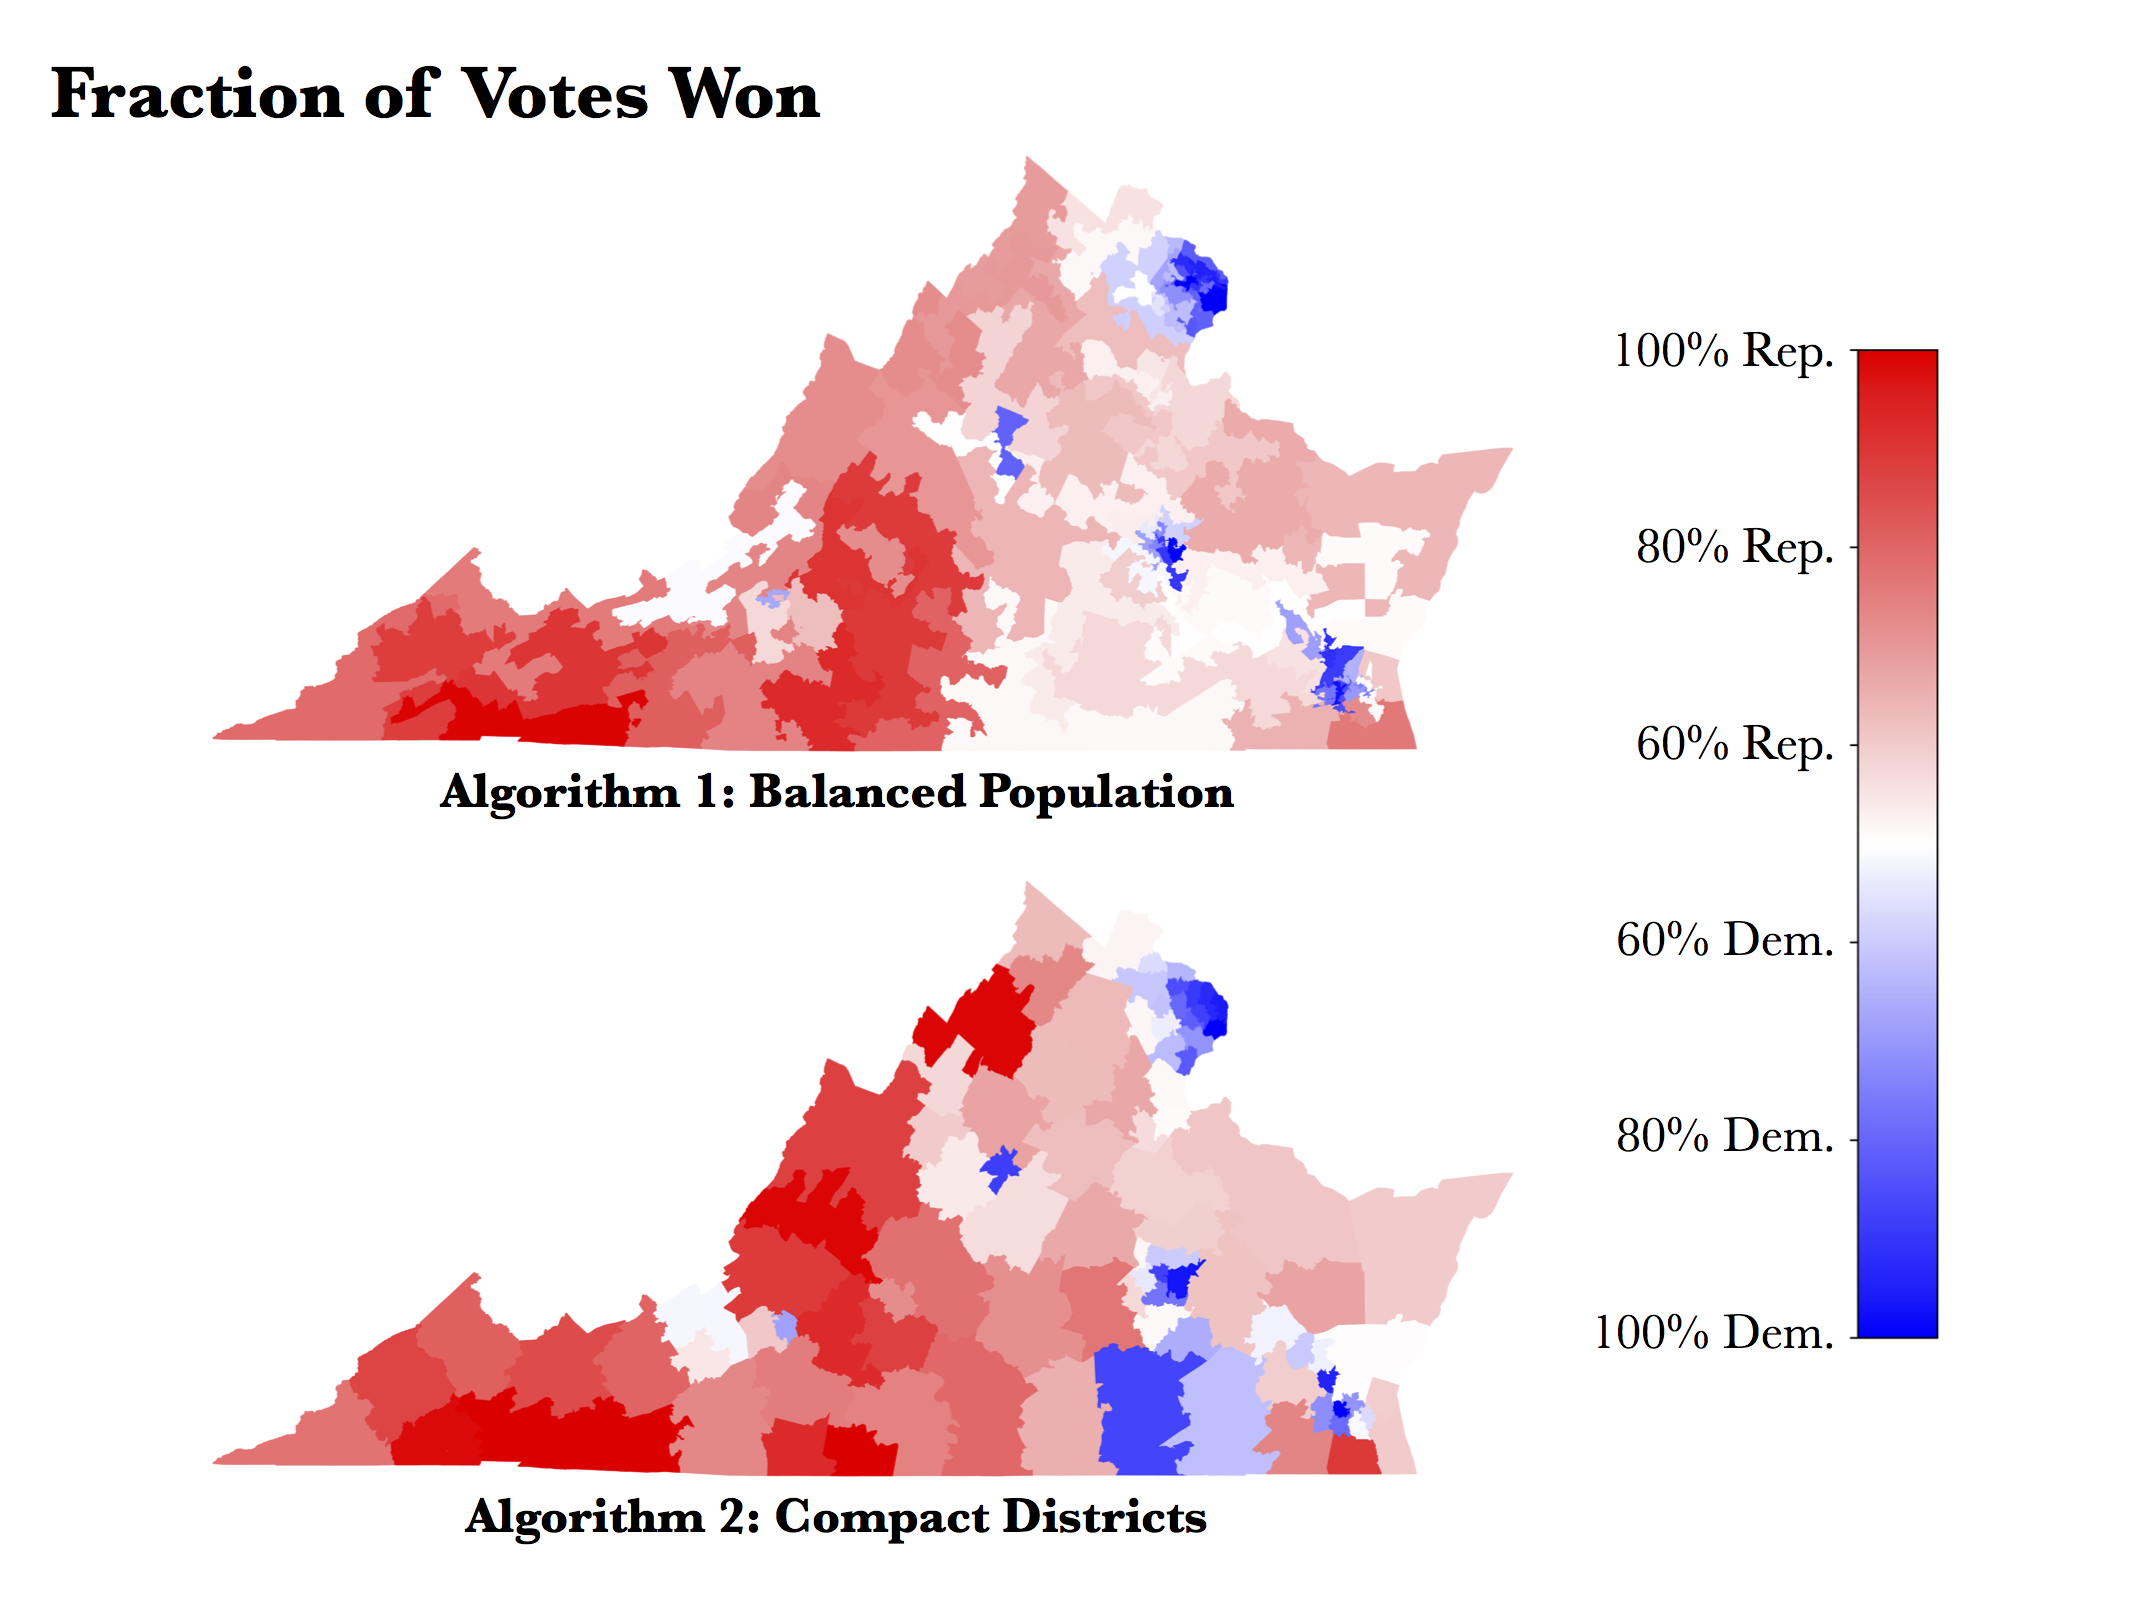 Fraction of Votes Won
Algorithm 1: Balanced Population
100% Rep.
80% Rep.
60% Rep.
60% Dem.
80% Dem.
100% Dem.
Algorithm 2: Compact Districts